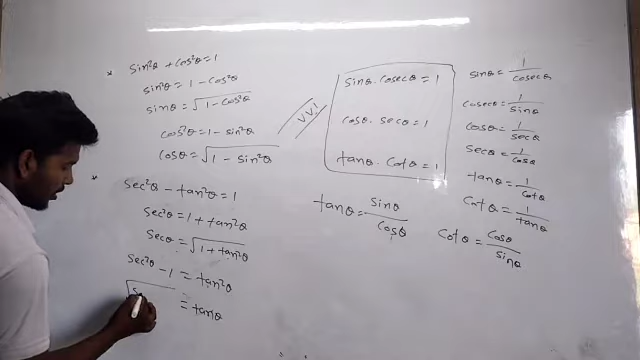 * sin²θ + cos²θ = 1
sin²θ = 1 - cos²θ
sinθ = √1 - cos²θ
cos²θ = 1 - sin²θ
cosθ = √1 - sin²θ
* sec²θ - tan²θ = 1
sec²θ = 1 + tan²θ
secθ = √1 + tan²θ
sec²θ - 1 = tan²θ
= tanθ
VVI
sinθ. cosecθ = 1
cosθ. secθ = 1
tanθ. cotθ = 1
tanθ = sinθ / cosθ
sinθ = 1 / cosecθ
cosecθ = 1 / sinθ
cosθ = 1 / secθ
secθ = 1 / cosθ
tanθ = 1 / cotθ
cotθ = 1 / tanθ
cotθ = cosθ / sinθ